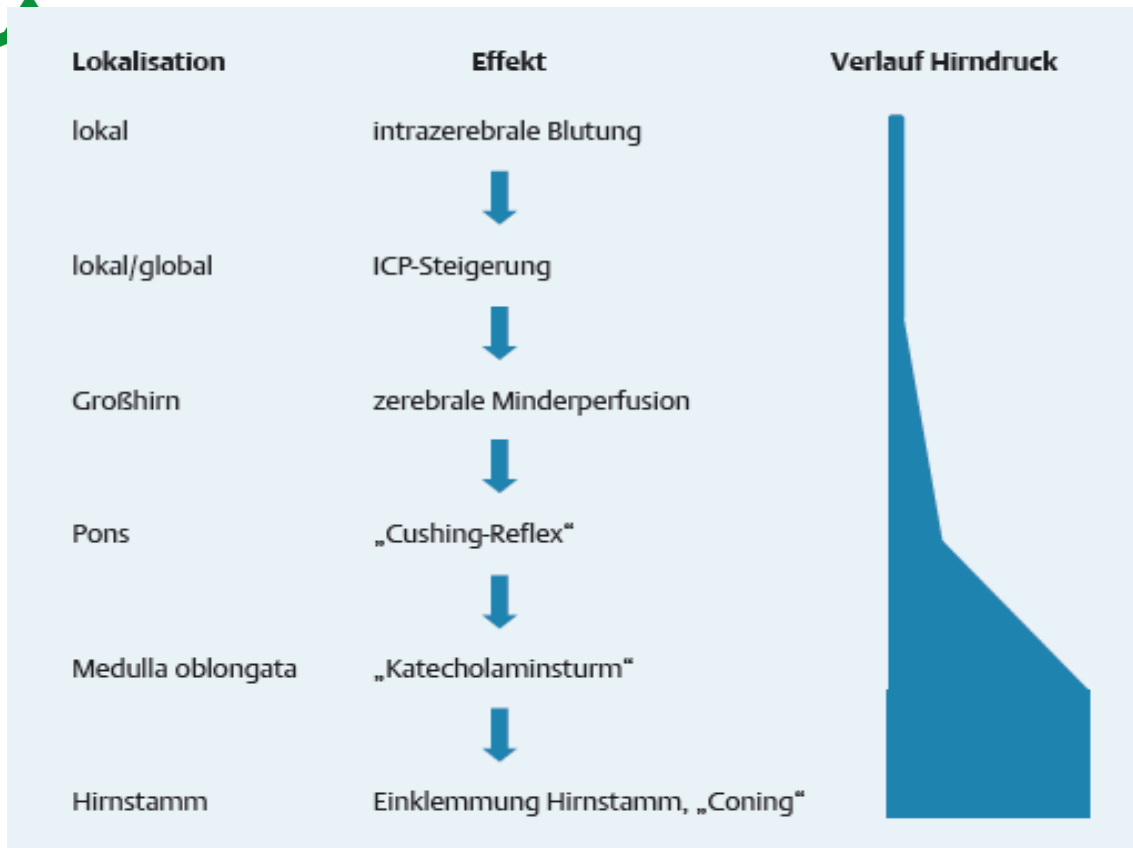 Lokalisation Effekt Verlauf Hirndruck
lokal intrazerebrale Blutung
lokal/global ICP-Steigerung
Großhirn zerebrale Minderperfusion
Pons „Cushing-Reflex“
Medulla oblongata „Katecholaminsturm“
Hirnstamm Einklemmung Hirnstamm, „Coning“